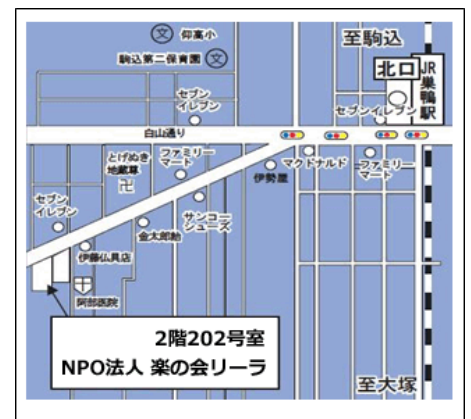 仰高小
至駒込
駒込第二保育園
北口
JR
巣鴨駅
セブン
イレブン
セブンイレブン
白山通り
とげぬき
地蔵尊
ファミリー
マート
マクドナルド
ファミリー
マート
伊勢屋
セブン
イレブン
サンコー
シューズ
金太郎飴
伊藤仏具店
阿部医院
2階202号室
NPO法人 楽の会リーラ
至大塚